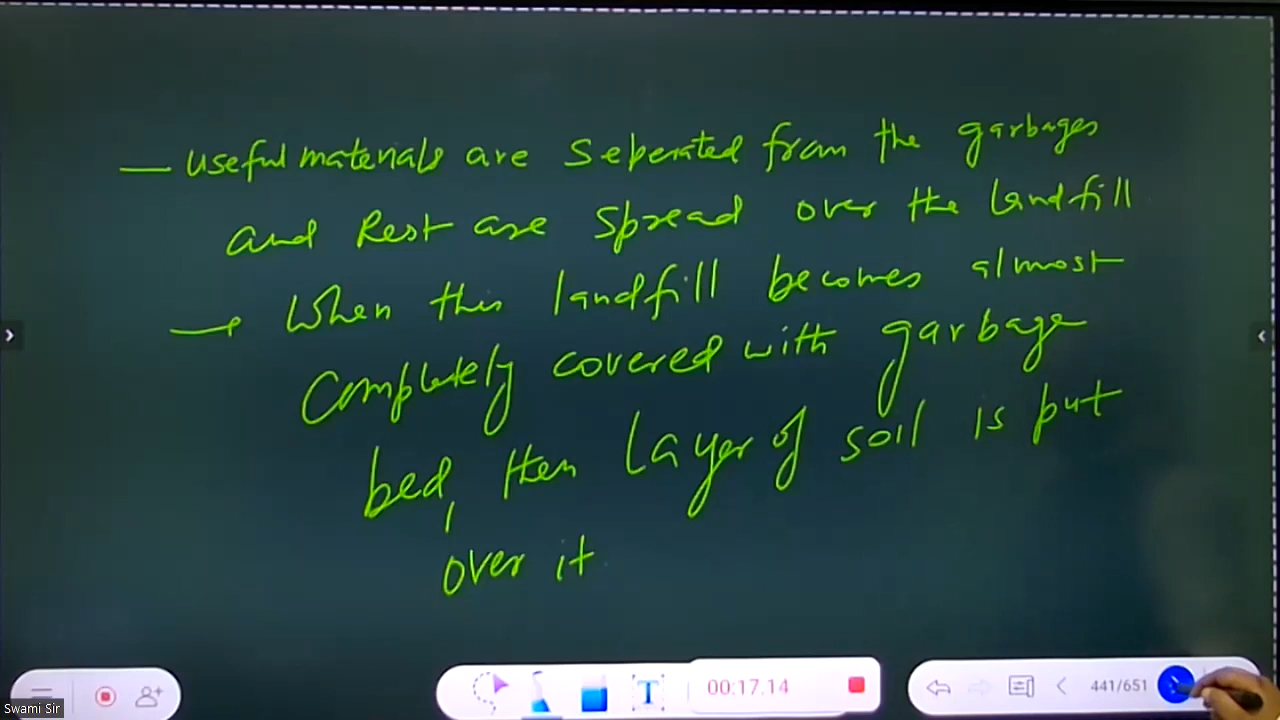 — Useful materials are Seperated from the garbages
and Rest are Spread over the landfill
→ When this landfill becomes almost
Completely covered with garbage
bed, then Layer of soil is put
over it
T 00:17.14 441/651
Swami Sir